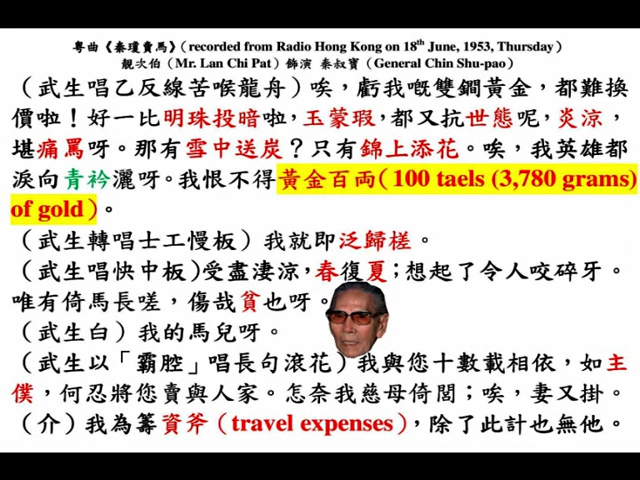 粵曲《秦瓊賣馬》（recorded from Radio Hong Kong on 18th June, 1953, Thursday）
靚次伯（Mr. Lan Chi Pat）飾演 秦叔寶（General Chin Shu-pao）
（武生唱乙反線苦喉龍舟）唉，虧我嘅雙鐧黃金，都難換
價啦！好一比明珠投暗啦，玉蒙瑕，都又抗世態呢，炎涼，
堪痛罵呀。那有雪中送炭？只有錦上添花。唉，我英雄都
淚向青衿灑呀。我恨不得黃金百両（100 taels (3,780 grams)
of gold）。
（武生轉唱士工慢板）我就即泛歸槎。
（武生唱快中板）受盡淒涼，春復夏；想起了令人咬碎牙。
唯有倚馬長嗟，傷哉貧也呀。
（武生白）我的馬兒呀。
（武生以「霸腔」唱長句滾花）我與您十數載相依，如主
僕，何忍將您賣與人家。怎奈我慈母倚閭；唉，妻又掛。
（介）我為籌資斧（travel expenses），除了此計也無他。